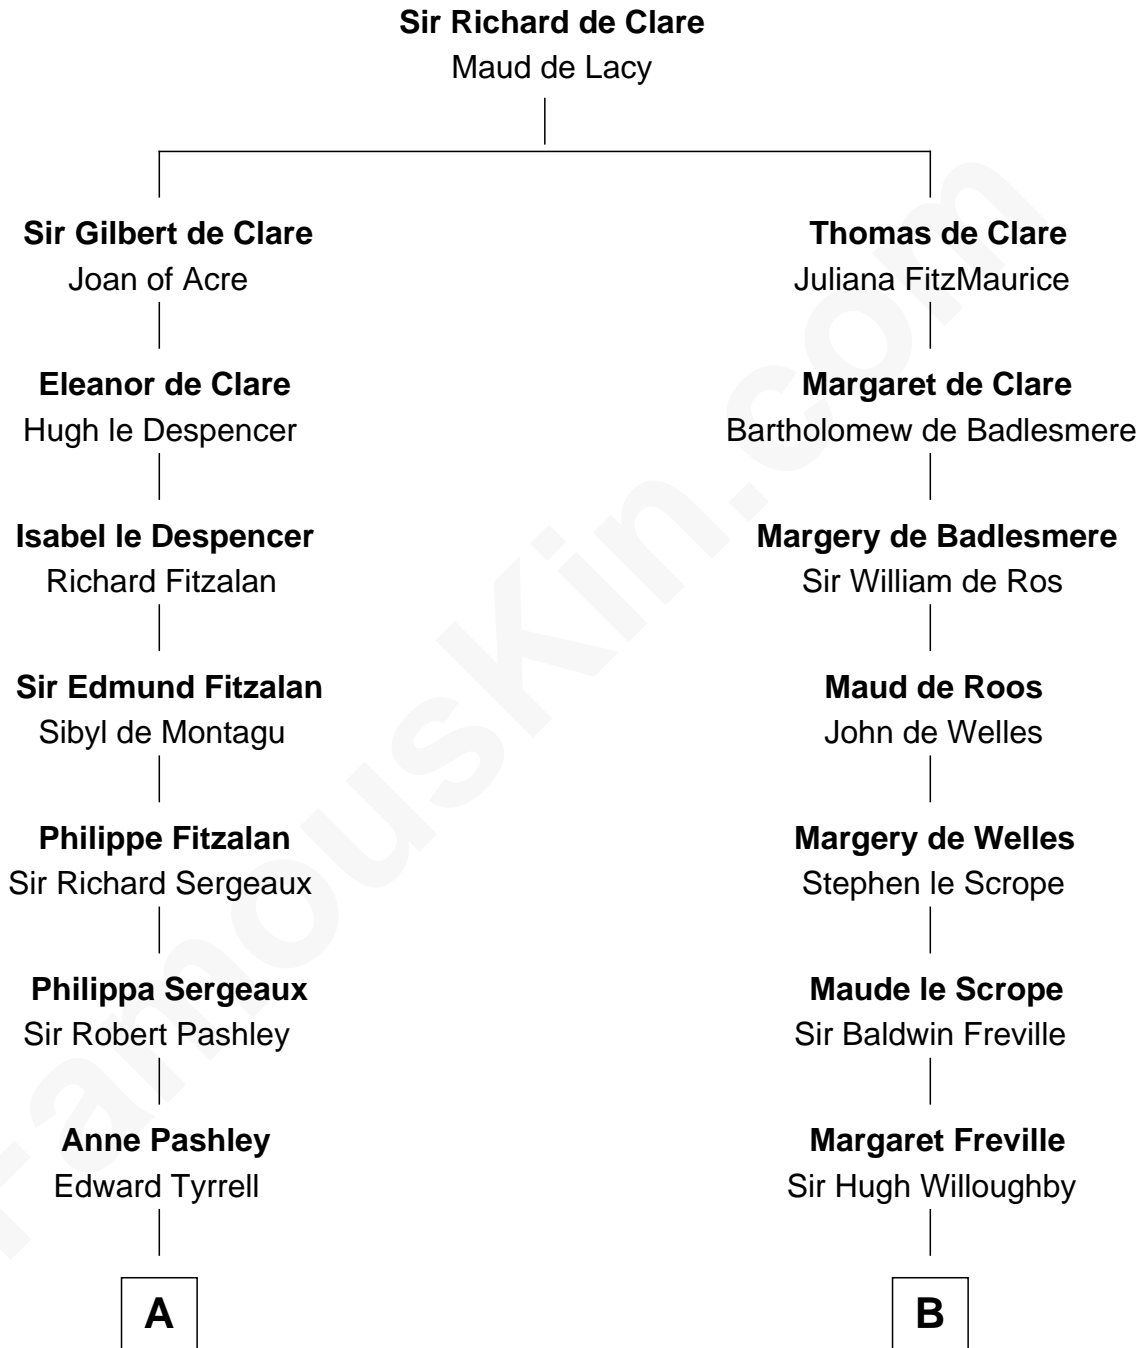 Sir Richard de Clare
Maud de Lacy
Sir Gilbert de Clare
Joan of Acre
Eleanor de Clare
Hugh le Despencer
Isabel le Despencer
Richard Fitzalan
Sir Edmund Fitzalan
Sibyl de Montagu
Philippe Fitzalan
Sir Richard Sergeaux
Philippa Sergeaux
Sir Robert Pashley
Anne Pashley
Edward Tyrrell
A
Thomas de Clare
Juliana FitzMaurice
Margaret de Clare
Bartholomew de Badlesmere
Margery de Badlesmere
Sir William de Ros
Maud de Roos
John de Welles
Margery de Welles
Stephen le Scrope
Maude le Scrope
Sir Baldwin Freville
Margaret Freville
Sir Hugh Willoughby
B
FamousKin.com